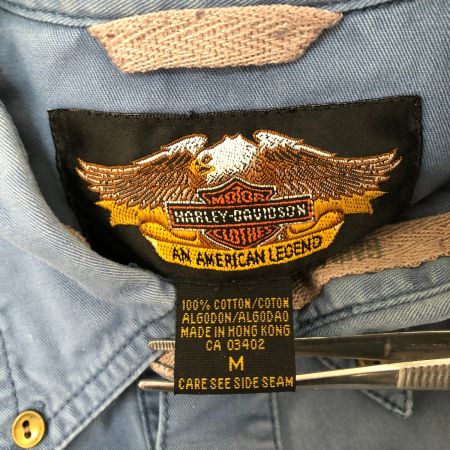 MOTOR
HARLEY-DAVIDSON
CLOTHES
AN AMERICAN LEGEND
100% COTTON/COTON
ALGODON/ALGODAO
MADE IN HONG KONG
CA 03402
M
CARE SEE SIDE SEAM